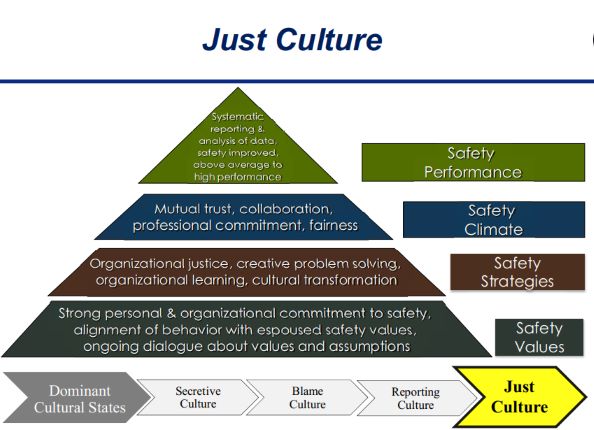 Just Culture
Systematic
reporting &
analysis of data,
safety improved,
above average to
high performance
Safety
Performance
Mutual trust, collaboration,
professional commitment, fairness
Safety
Climate
Organizational justice, creative problem solving,
organizational learning, cultural transformation
Safety
Strategies
Strong personal & organizational commitment to safety,
alignment of behavior with espoused safety values,
ongoing dialogue about values and assumptions
Safety
Values
Dominant
Cultural States
Secretive
Culture
Blame
Culture
Reporting
Culture
Just
Culture